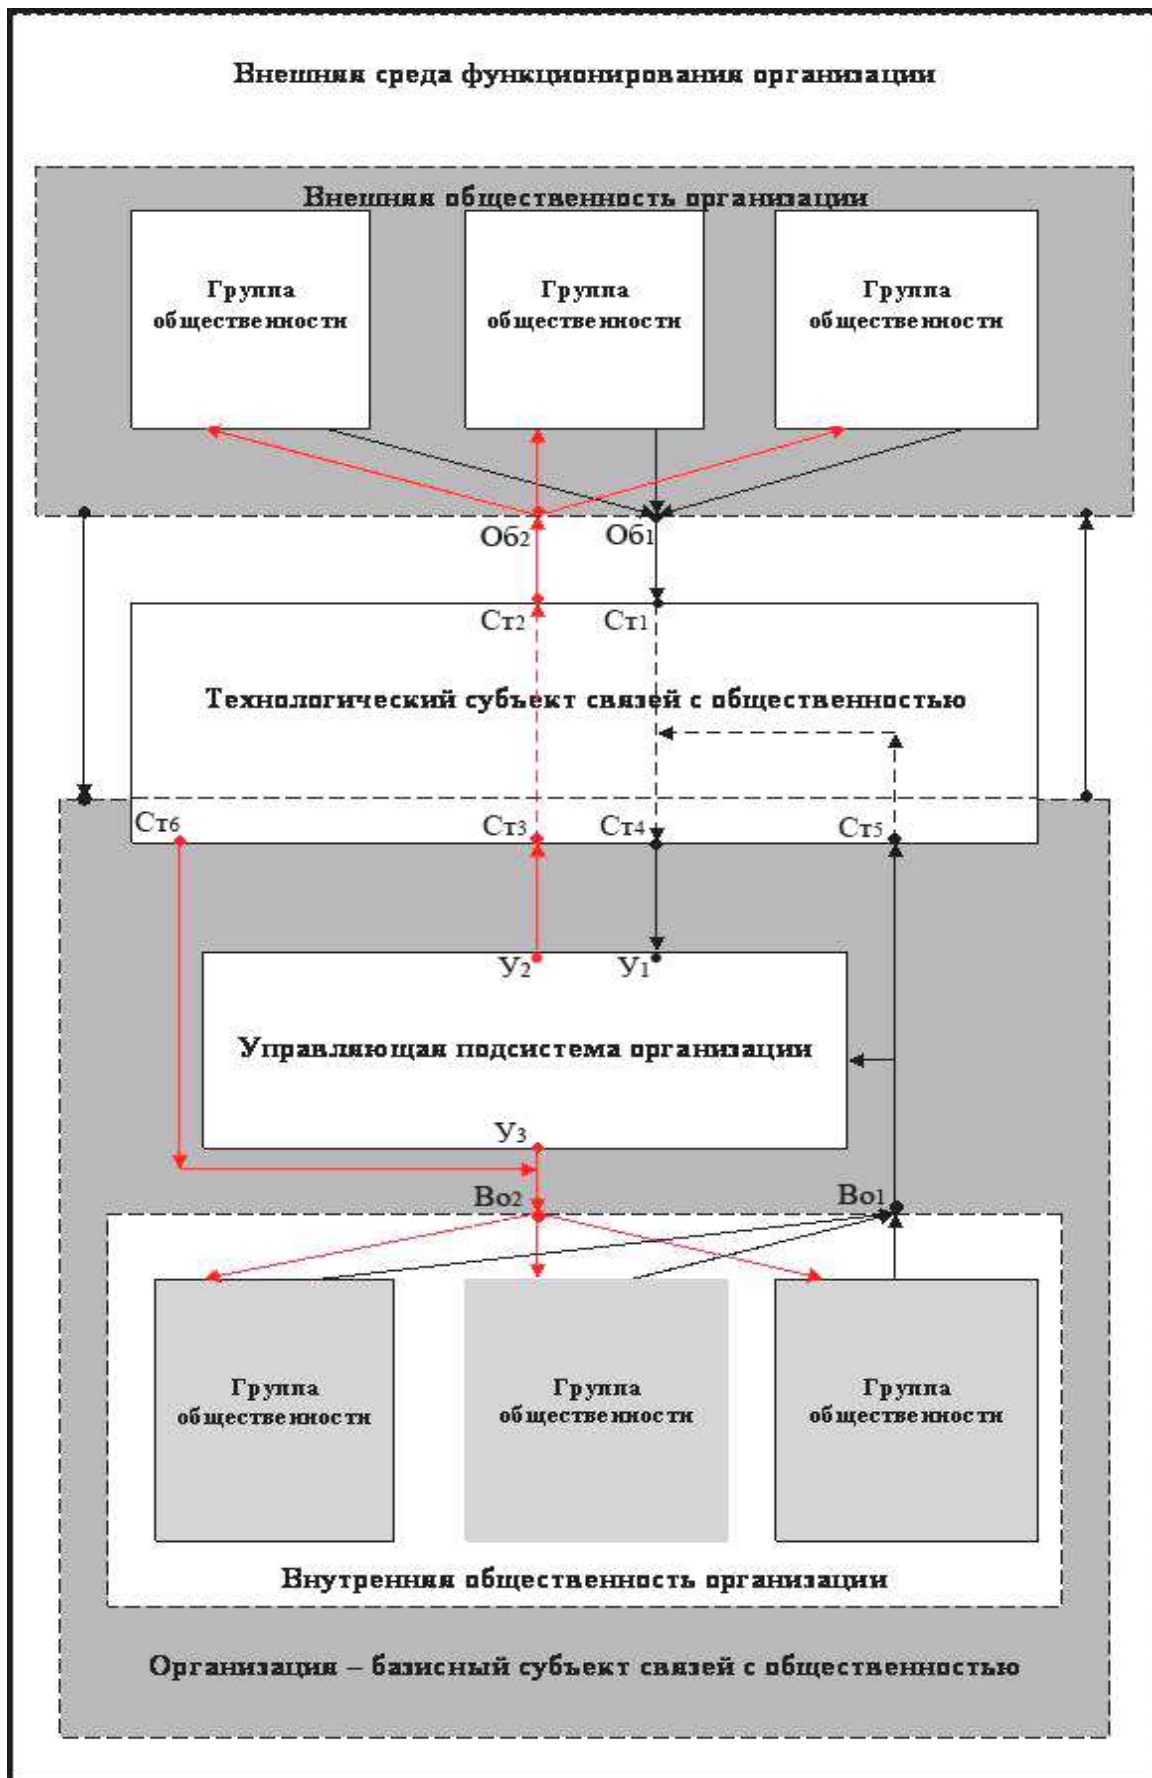 Внешняя среда функционирования организации
Внешняя общественность организации
Группа
общественности
Группа
общественности
Группа
общественности
Об2
Об1
Ст2
Ст1
Технологический субъект связей с общественностью
Ст6
Ст3
Ст4
Ст5
У2
У1
Управляющая подсистема организации
У3
Во2
Во1
Группа
общественности
Группа
общественности
Группа
общественности
Внутренняя общественность организации
Организация – базисный субъект связей с общественностью